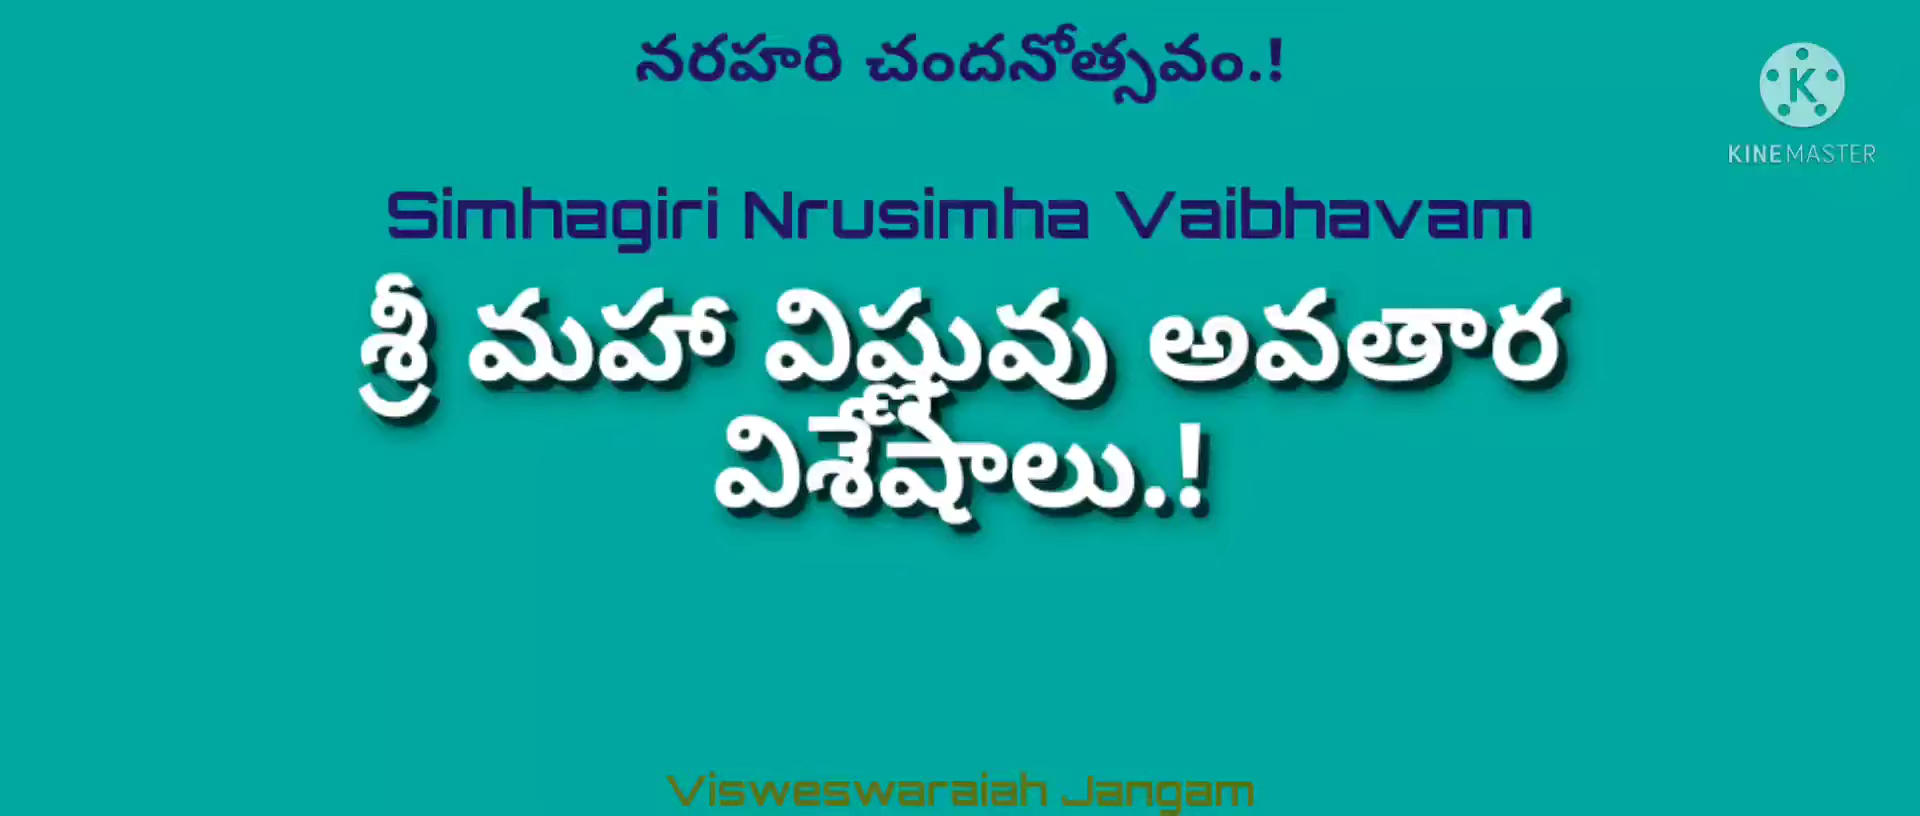 నరహరి చందనోత్సవం.!
KINEMASTER
Simhagiri Nrusimha Vaibhavam
శ్రీ మహా విష్ణువు అవతార
విశేషాలు.!
Visweswaraiah Jangam